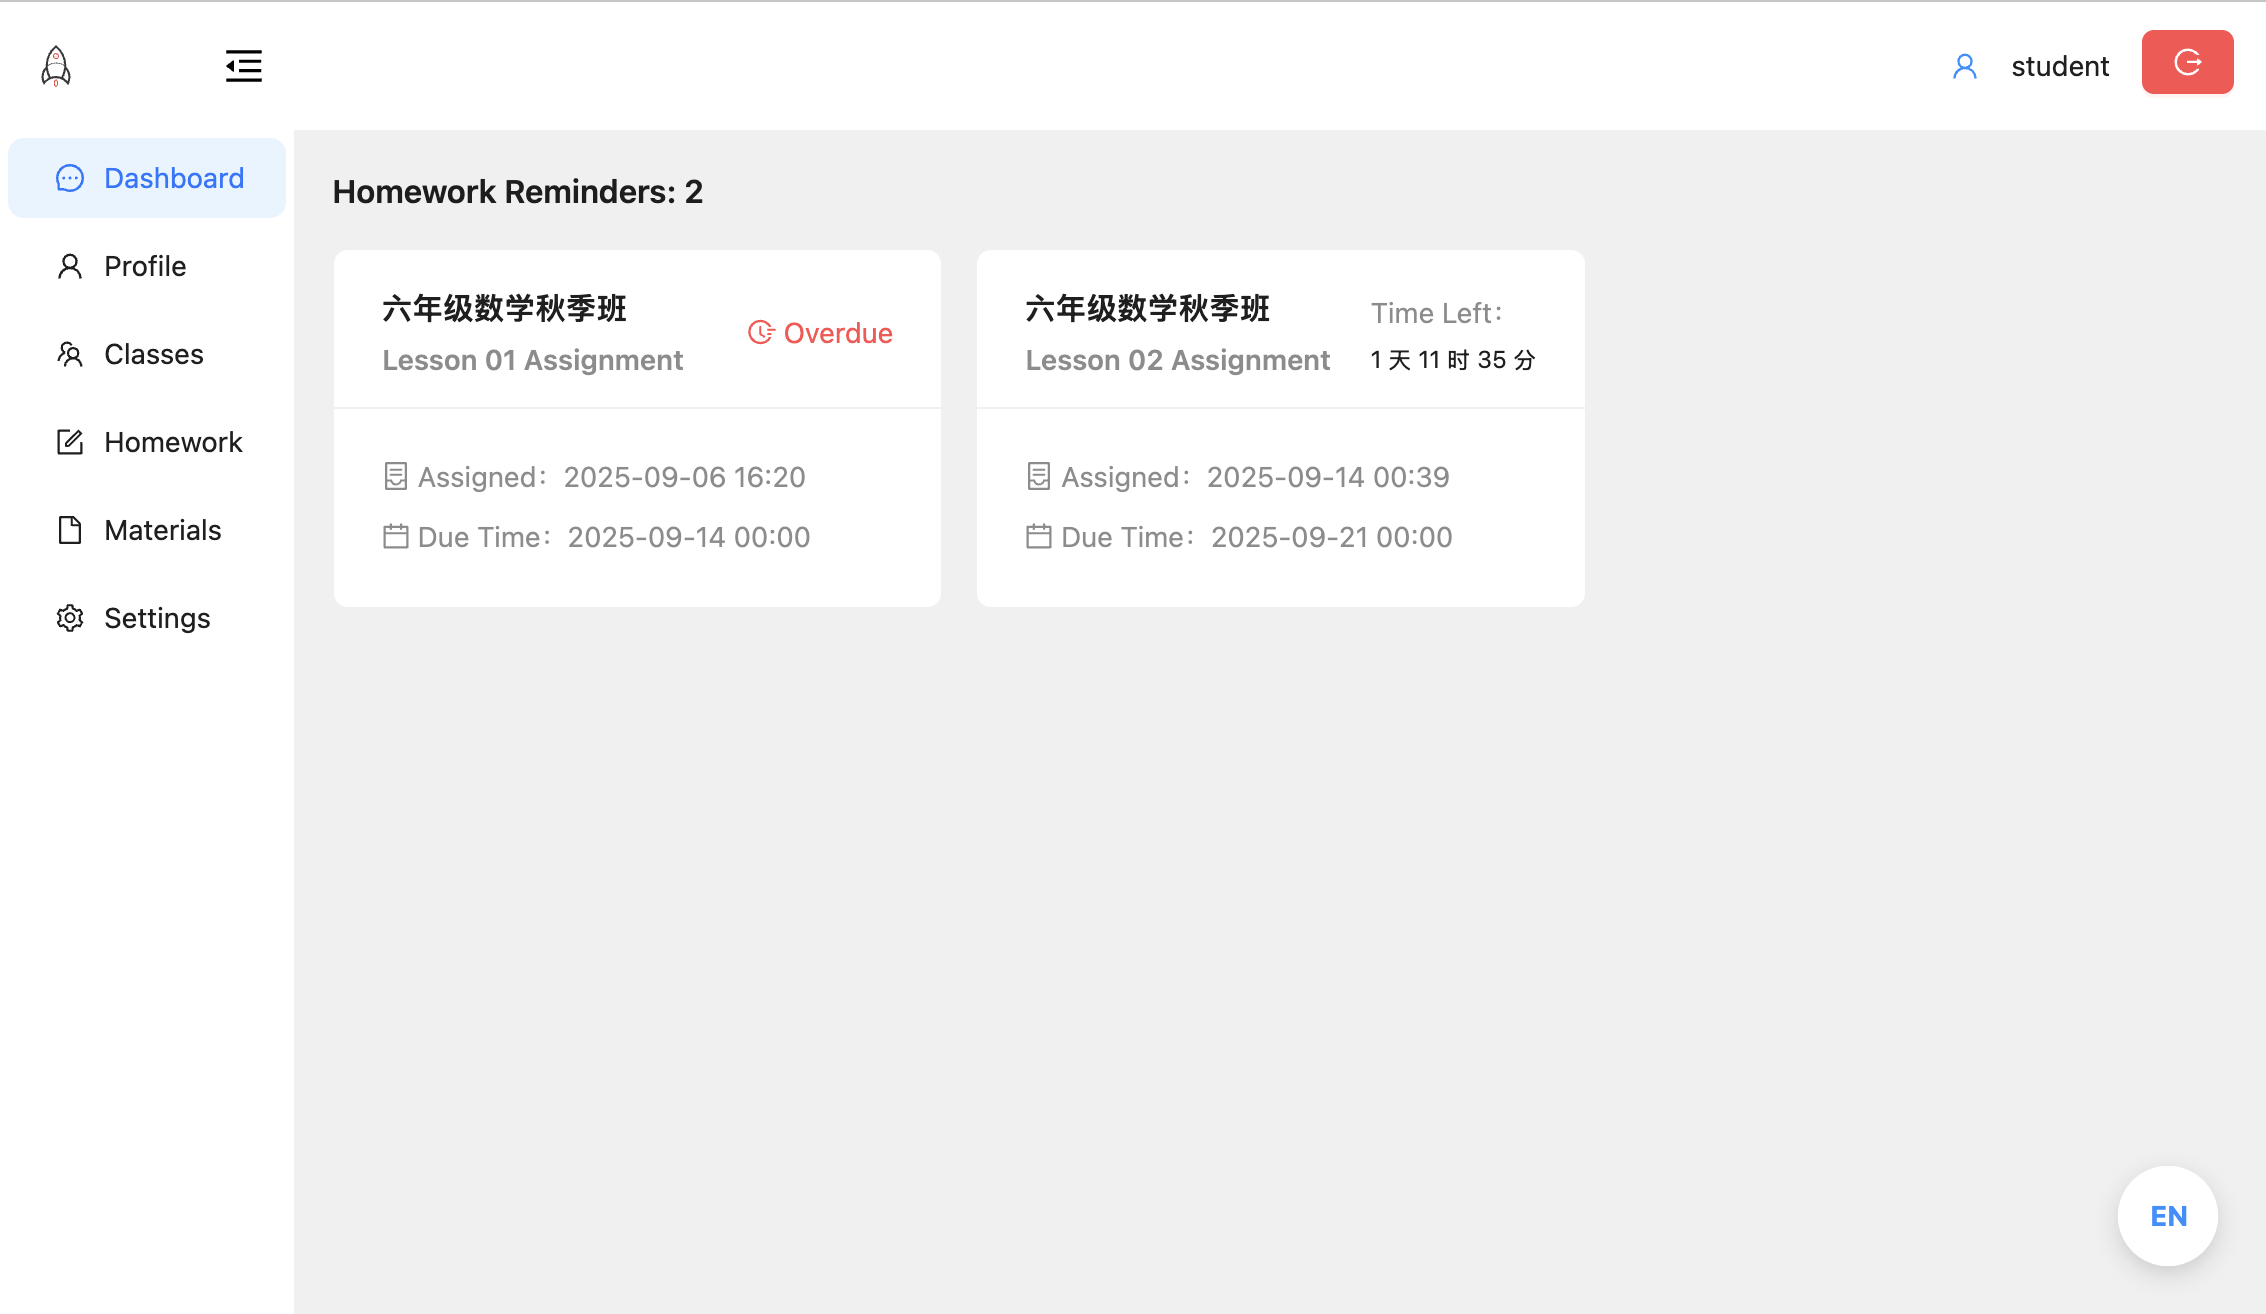 student
Dashboard
Profile
Classes
Homework
Materials
Settings
Homework Reminders: 2
六年级数学秋季班
Lesson 01 Assignment
Overdue
Assigned： 2025-09-06 16:20
Due Time： 2025-09-14 00:00
六年级数学秋季班
Lesson 02 Assignment
Time Left：
1 天 11 时 35 分
Assigned： 2025-09-14 00:39
Due Time： 2025-09-21 00:00
EN